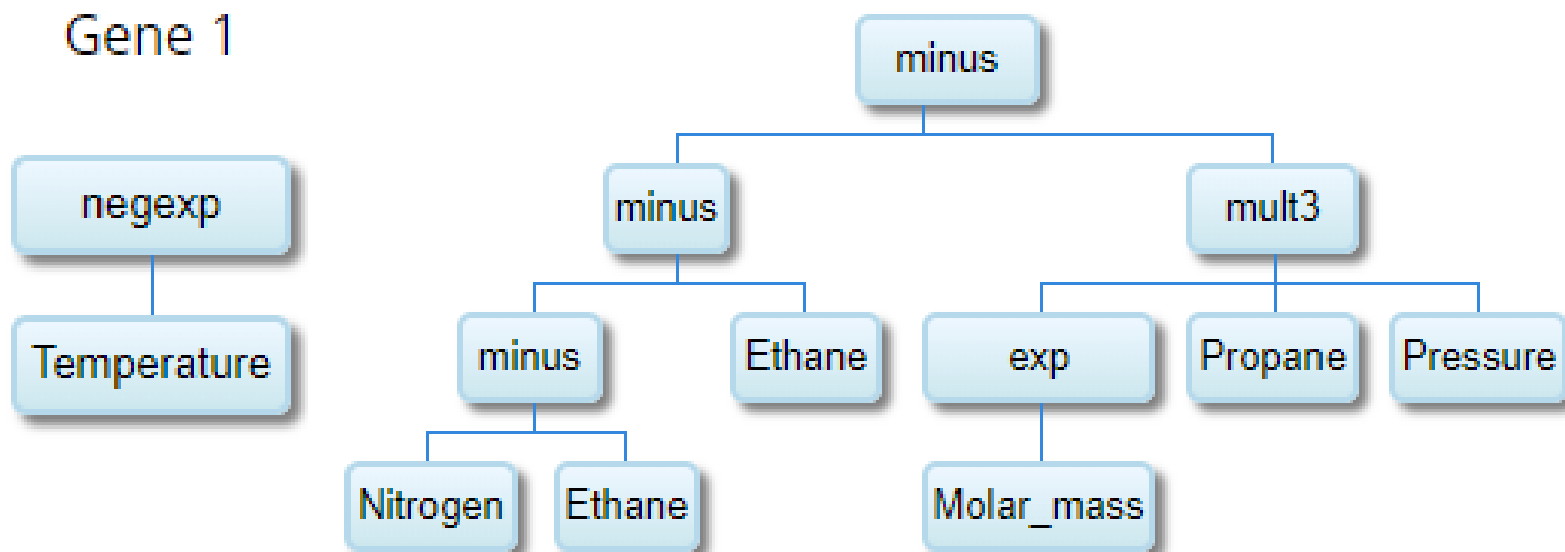 Gene 1
minus
negexp
minus
mult3
Temperature
minus
Ethane
exp
Propane
Pressure
Nitrogen
Ethane
Molar_mass